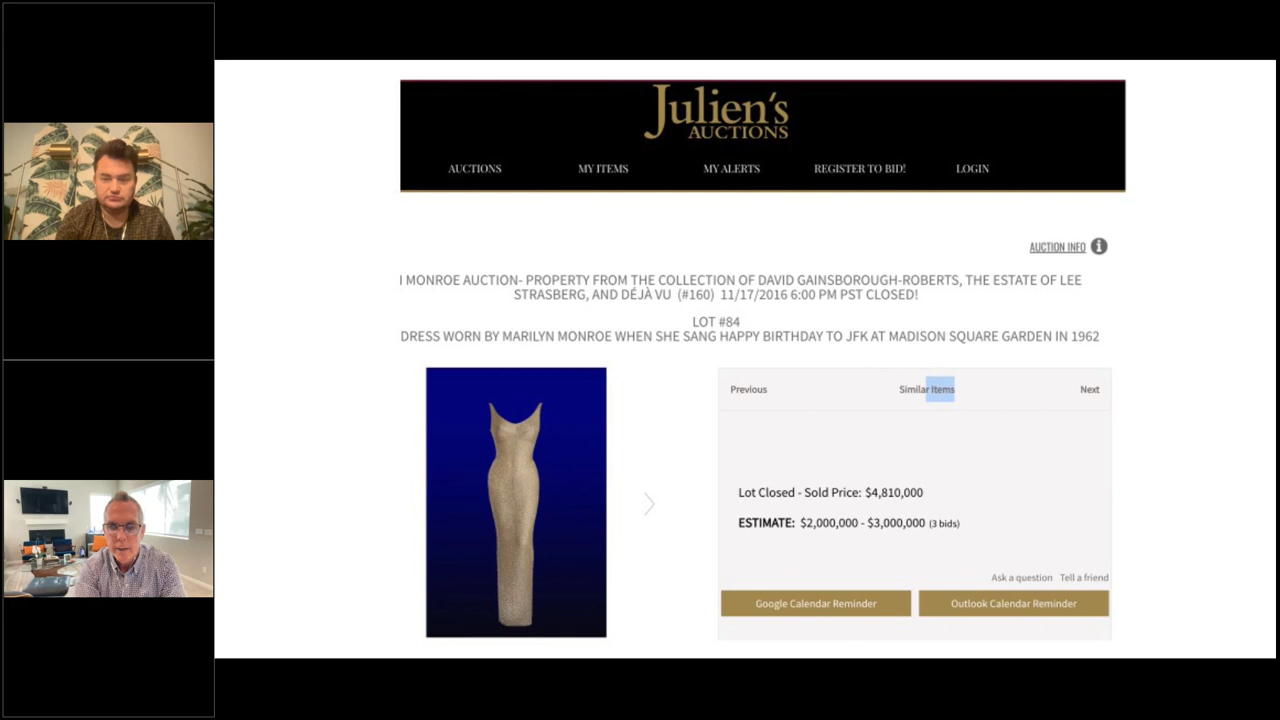 Julien's
AUCTIONS
AUCTIONS MY ITEMS MY ALERTS REGISTER TO BID! LOGIN
AUCTION INFO i
MONROE AUCTION- PROPERTY FROM THE COLLECTION OF DAVID GAINSBOROUGH-ROBERTS, THE ESTATE OF LEE
STRASBERG, AND DÉJÀ VU (#160) 11/17/2016 6:00 PM PST CLOSED!
LOT #84
DRESS WORN BY MARILYN MONROE WHEN SHE SANG HAPPY BIRTHDAY TO JFK AT MADISON SQUARE GARDEN IN 1962
Previous Similar Items Next
Lot Closed - Sold Price: $4,810,000
ESTIMATE: $2,000,000 - $3,000,000 (3 bids)
Ask a question Tell a friend
Google Calendar Reminder Outlook Calendar Reminder